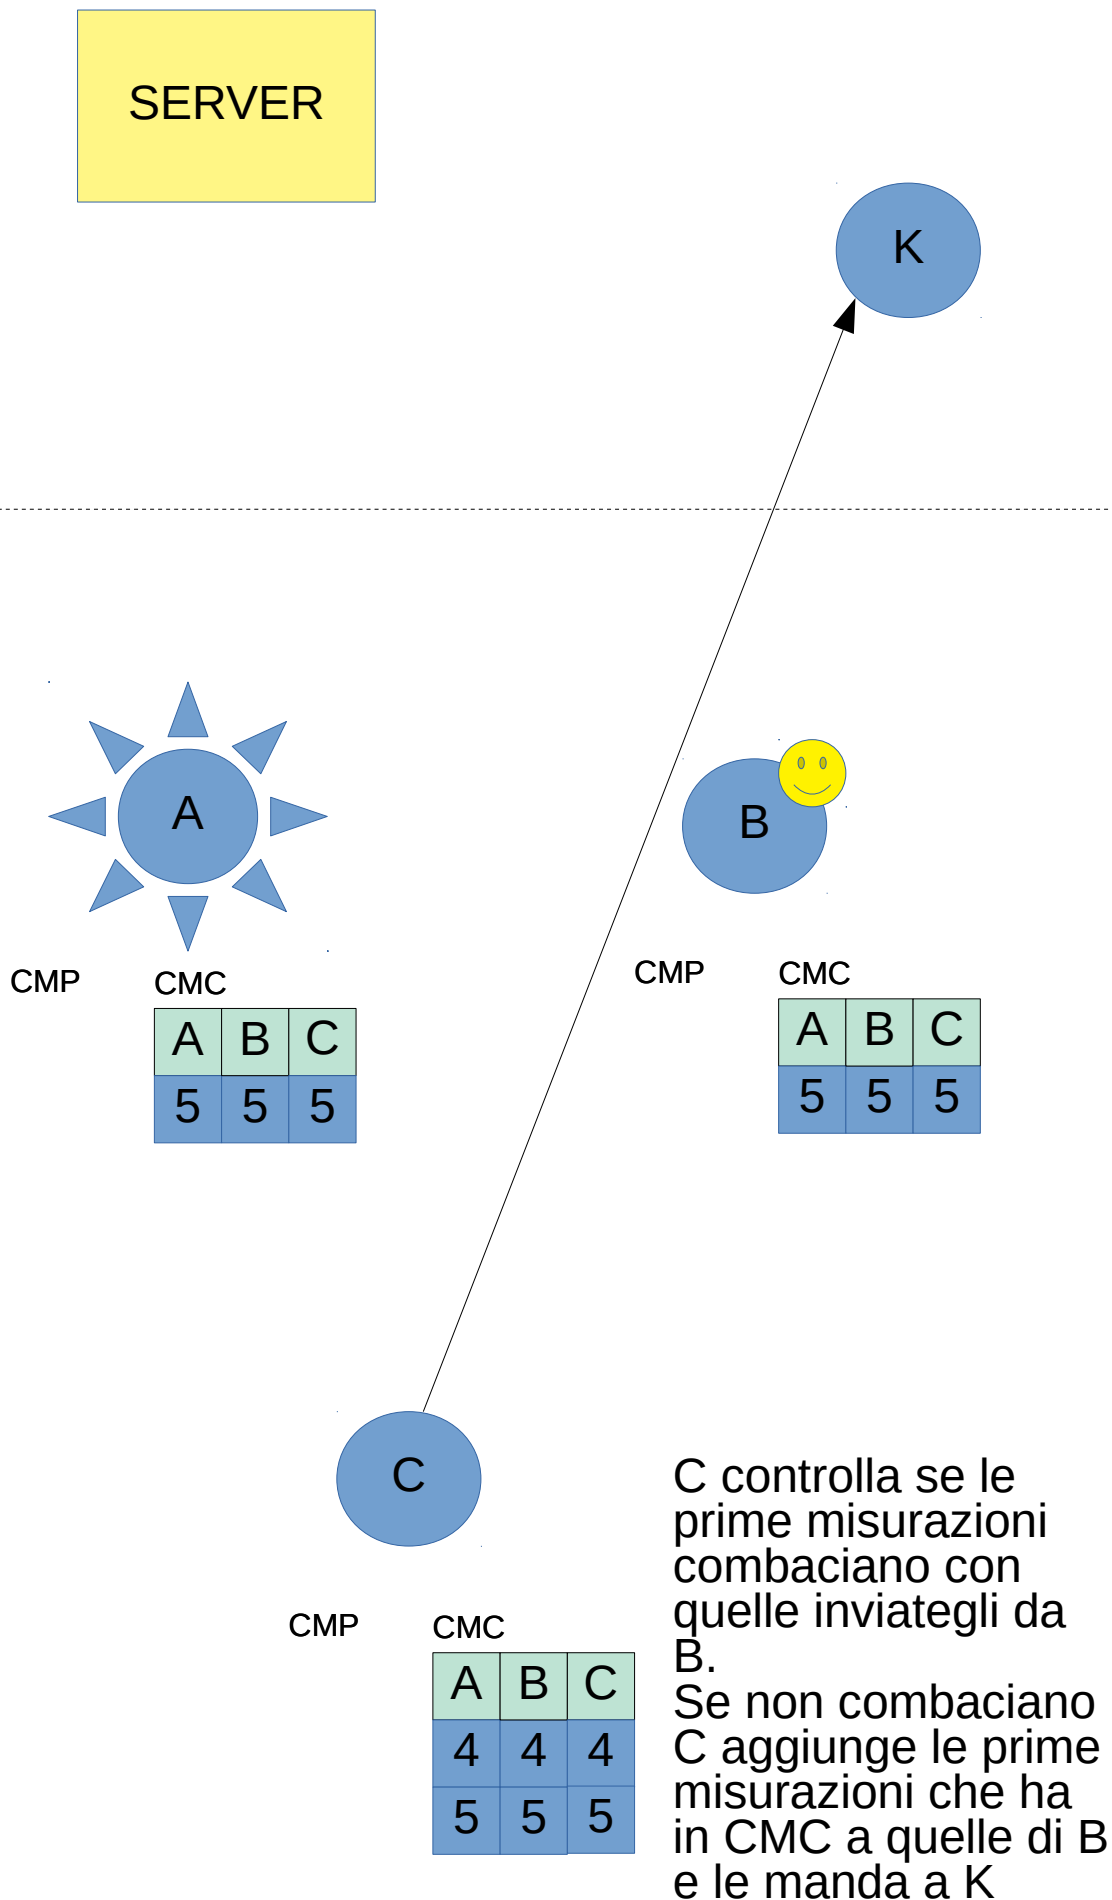 SERVER
K
A
B
CMP
CMC
A B C
5 5 5
CMP
CMC
A B C
5 5 5
C
CMP
CMC
A B C
4 4 4
5 5 5
C controlla se le
prime misurazioni
combaciano con
quelle inviategli da
B.
Se non combaciano
C aggiunge le prime
misurazioni che ha
in CMC a quelle di B
e le manda a K